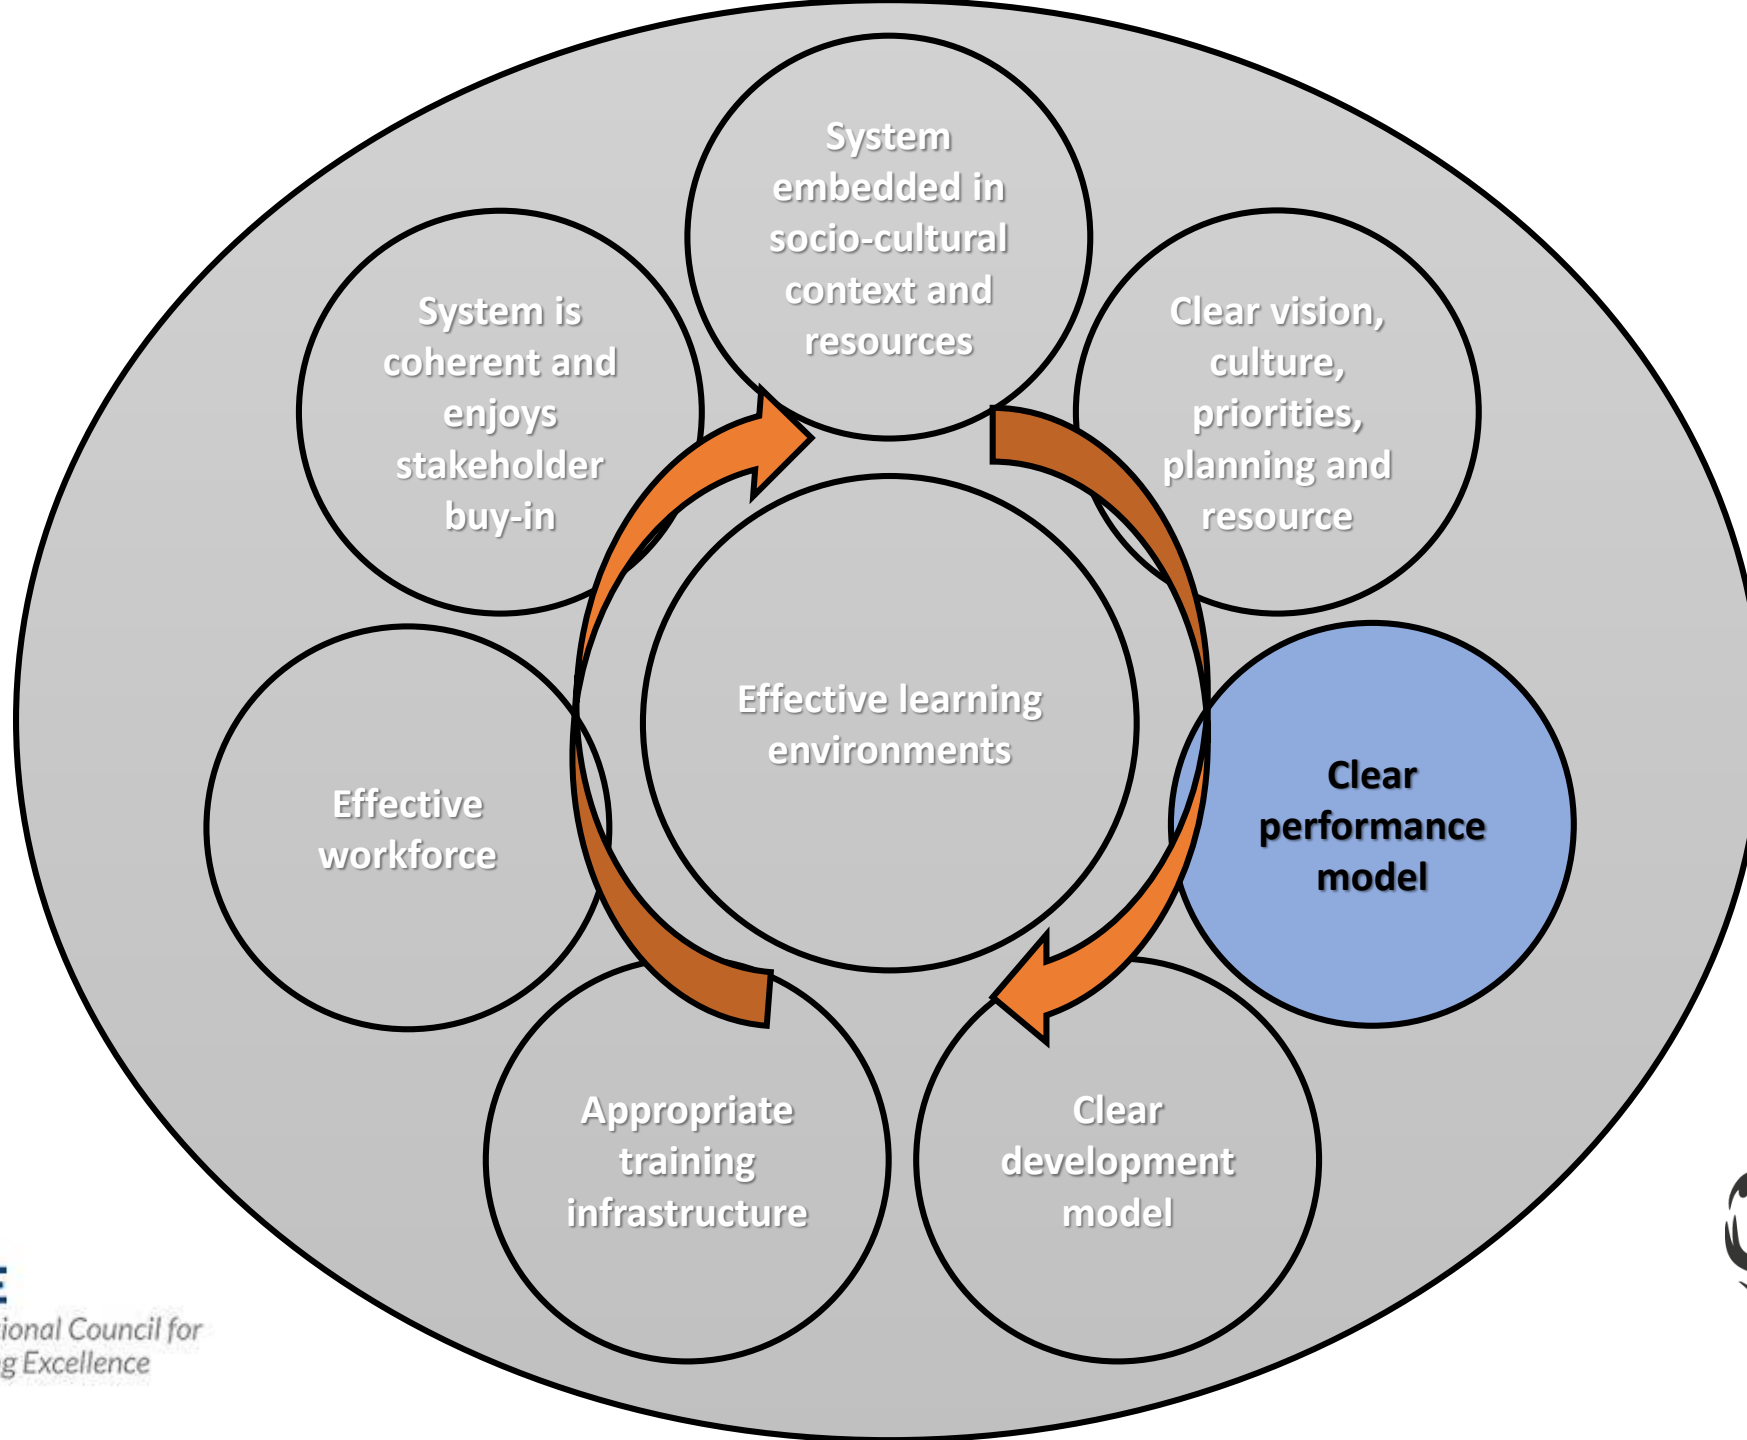 System
embedded in
socio-cultural
context and
resources
System is
coherent and
enjoys
stakeholder
buy-in
Clear vision,
culture,
priorities,
planning and
resource
Effective learning
environments
Effective
workforce
Clear
performance
model
Appropriate
training
infrastructure
Clear
development
model
E
Council for
Excellence